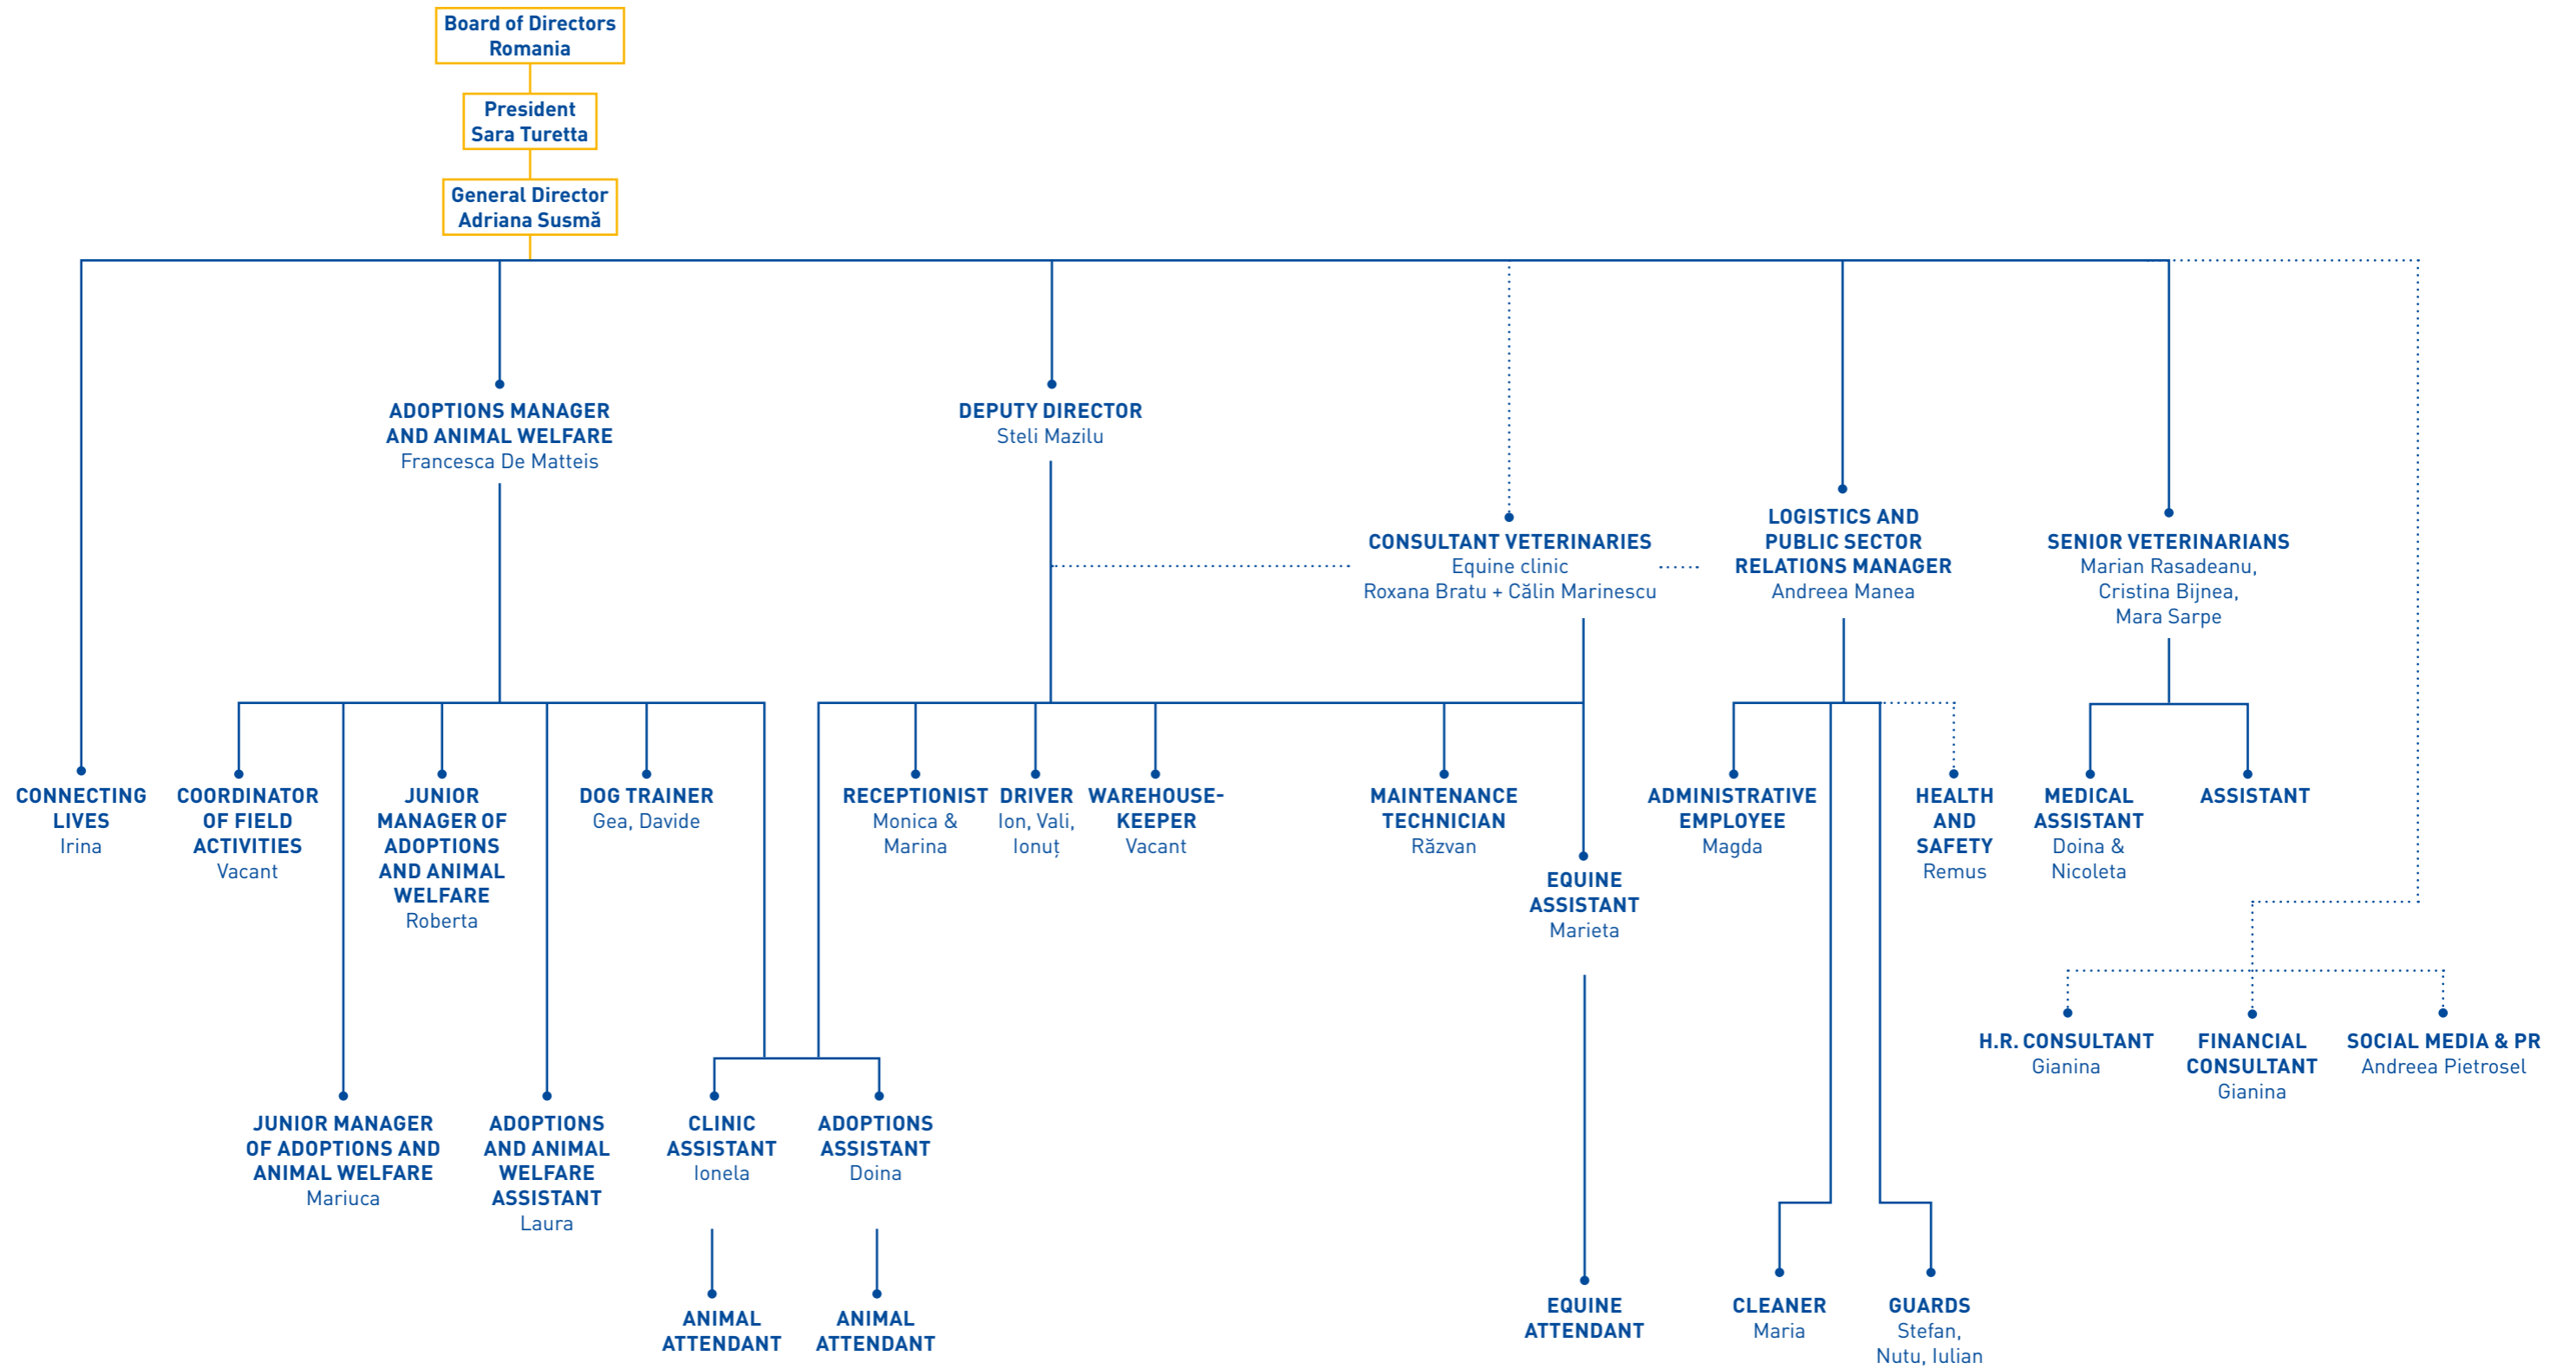 Board of Directors
Romania
President
Sara Turetta
General Director
Adriana Susmă
ADOPTIONS MANAGER
AND ANIMAL WELFARE
Francesca De Matteis
DEPUTY DIRECTOR
Steli Mazilu
CONSULTANT VETERINARIES
Equine clinic
Roxana Bratu + Călin Marinescu
LOGISTICS AND
PUBLIC SECTOR
RELATIONS MANAGER
Andreea Manea
SENIOR VETERINARIANS
Marian Rasadeanu,
Cristina Bijnea,
Mara Sarpe
CONNECTING
LIVES
Irina
COORDINATOR
OF FIELD
ACTIVITIES
Vacant
JUNIOR
MANAGER OF
ADOPTIONS
AND ANIMAL
WELFARE
Roberta
DOG TRAINER
Gea, Davide
RECEPTIONIST
Monica &
Marina
DRIVER
Ion, Vali,
Ionuț
WAREHOUSE-
KEEPER
Vacant
MAINTENANCE
TECHNICIAN
Răzvan
EQUINE
ASSISTANT
Marieta
ADMINISTRATIVE
EMPLOYEE
Magda
HEALTH
AND
SAFETY
Remus
MEDICAL
ASSISTANT
Doina &
Nicoleta
ASSISTANT
H.R. CONSULTANT
Gianina
FINANCIAL
CONSULTANT
Gianina
SOCIAL MEDIA & PR
Andreea Pietrosel
JUNIOR MANAGER
OF ADOPTIONS AND
ANIMAL WELFARE
Mariuca
ADOPTIONS
AND ANIMAL
WELFARE
ASSISTANT
Laura
CLINIC
ASSISTANT
Ionela
ADOPTIONS
ASSISTANT
Doina
ANIMAL
ATTENDANT
ANIMAL
ATTENDANT
EQUINE
ATTENDANT
CLEANER
Maria
GUARDS
Stefan,
Nutu, Iulian